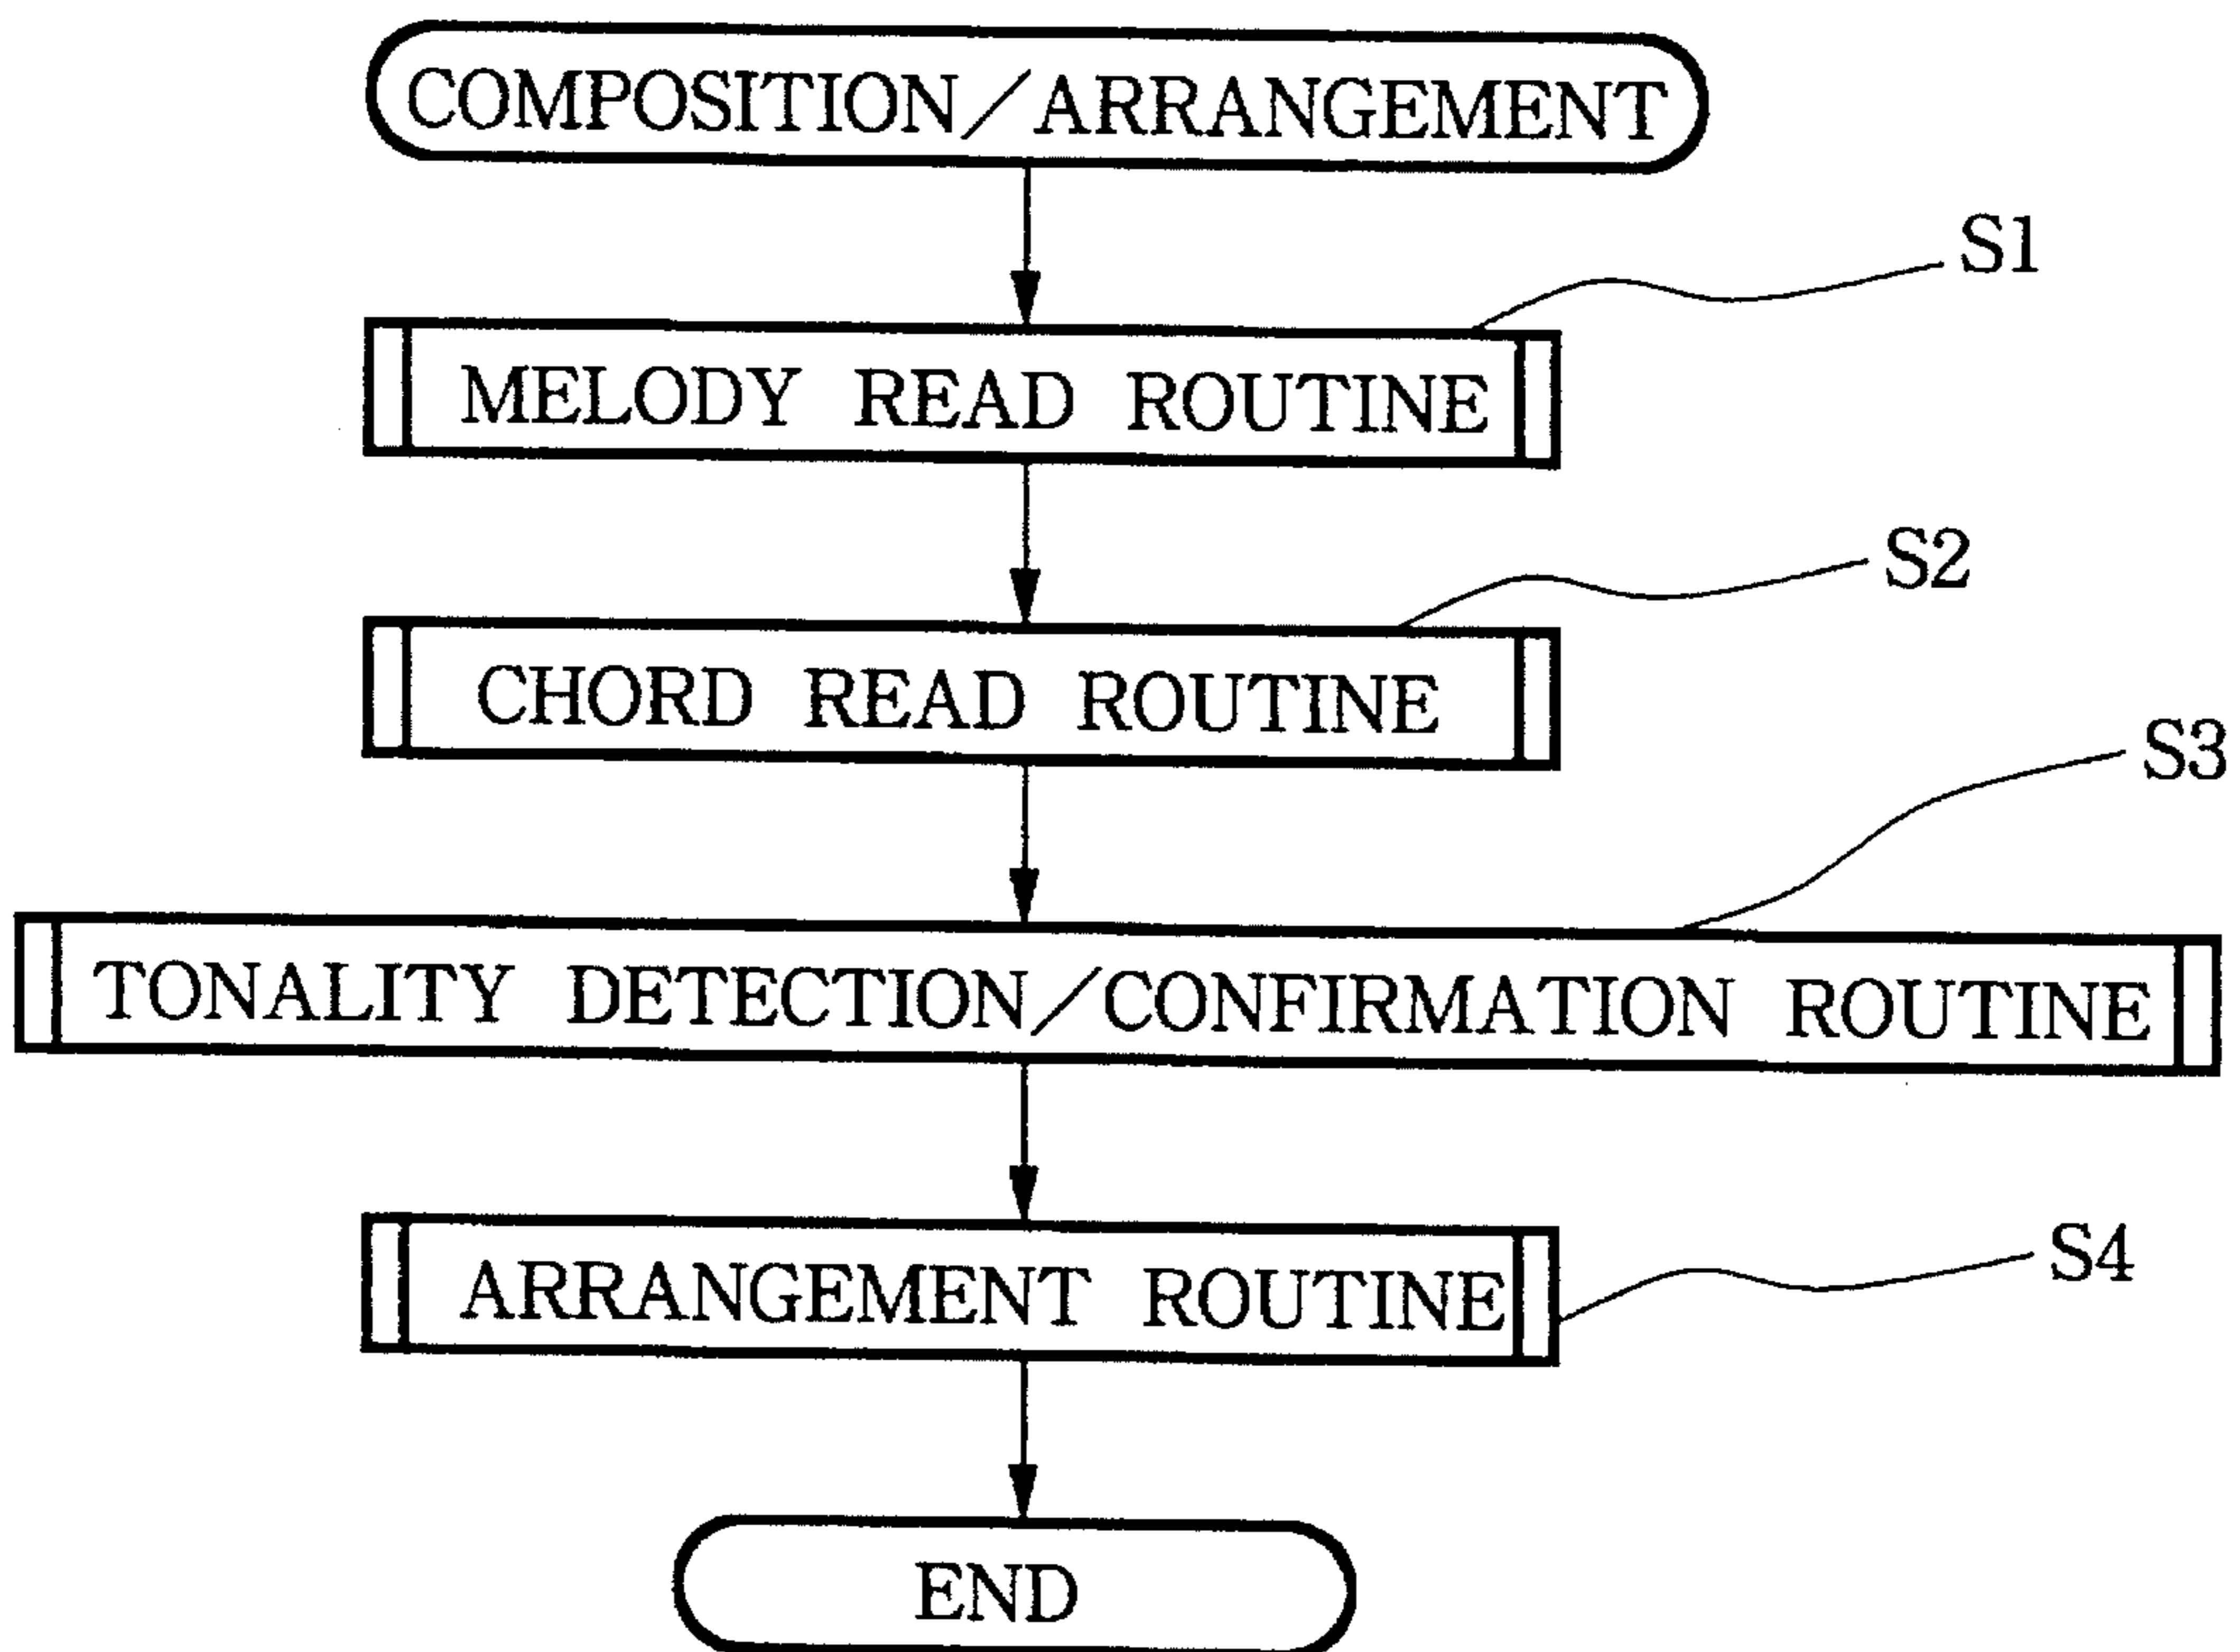 COMPOSITION/ARRANGEMENT
S1
MELODY READ ROUTINE
S2
CHORD READ ROUTINE
S3
TONALITY DETECTION/CONFIRMATION ROUTINE
ARRANGEMENT ROUTINE
S4
END